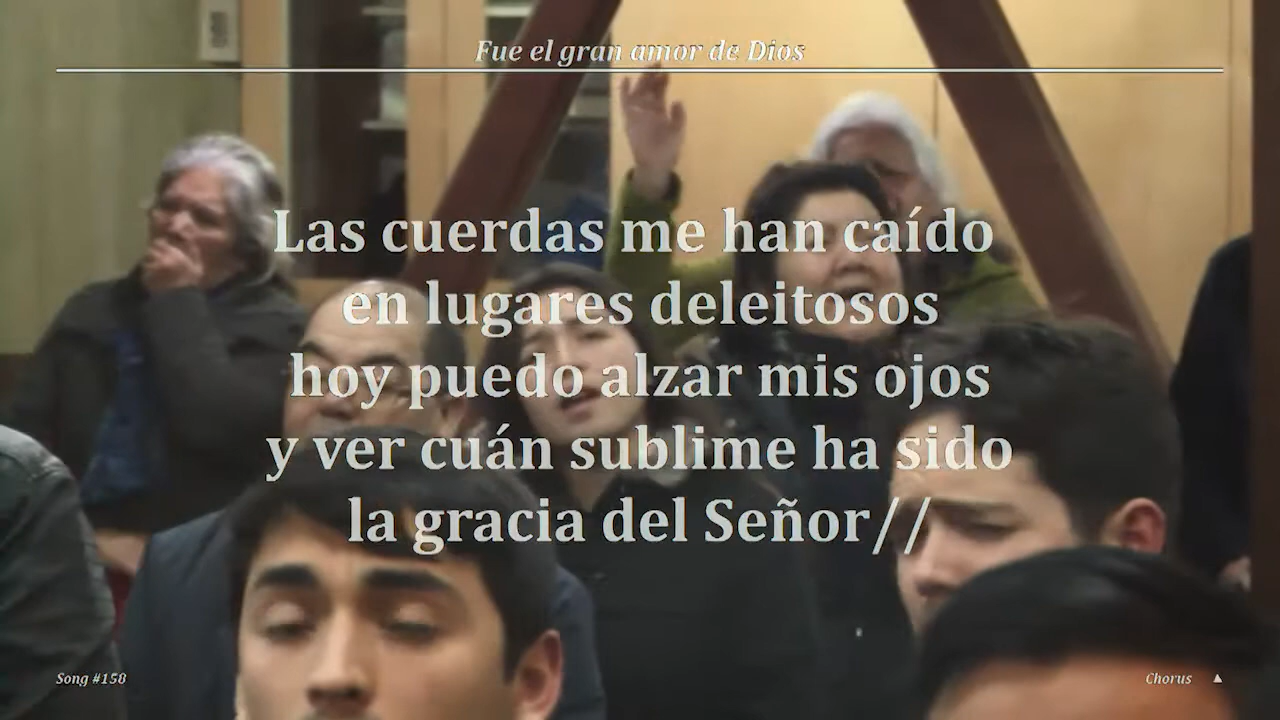 Fue el gran amor de Dios
Las cuerdas me han caído
en lugares deleitosos
hoy puedo alzar mis ojos
y ver cuán sublime ha sido
la gracia del Señor//
Song #158
Chorus ▲